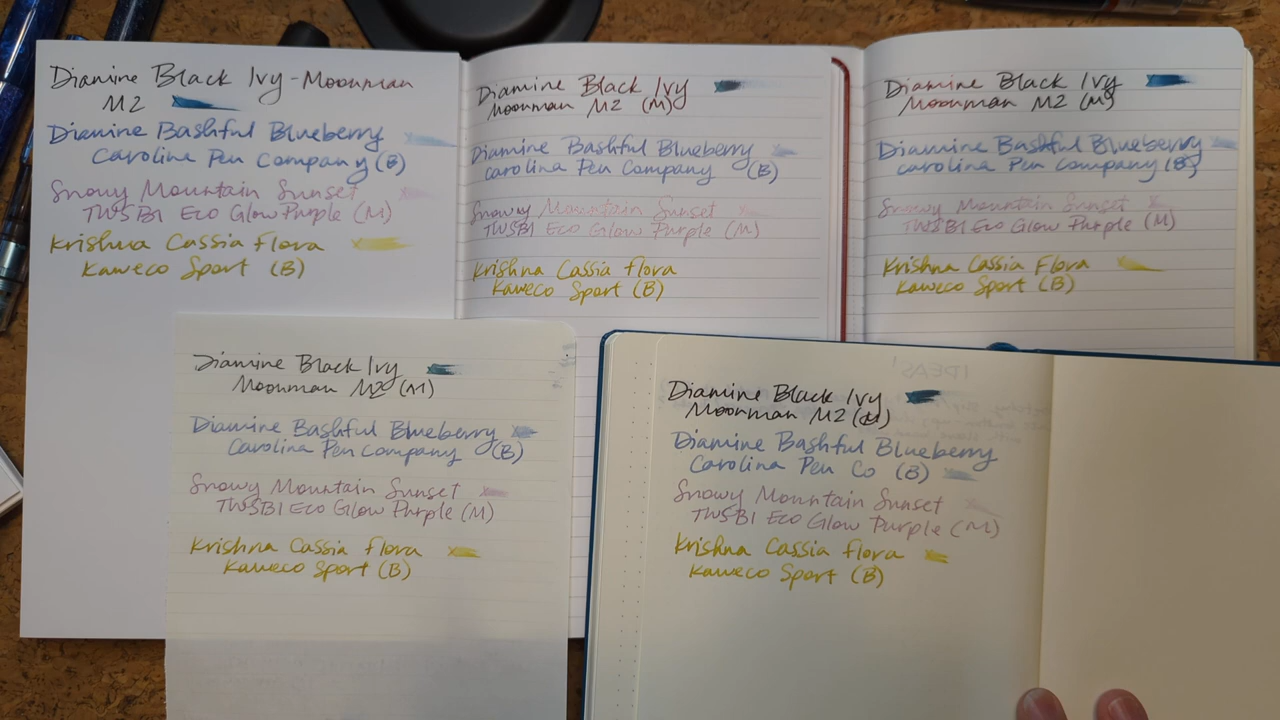 Diamine Black Ivy - Moonman
M2
Diamine Bashful Blueberry
Carolina Pen Company (B)
Snowy Mountain Sunset
TWSBI Eco Glow Purple (M)
Krishna Cassia Flora
Kaweco Sport (B)
Diamine Black Ivy
Moonman M2 (M)
Diamine Bashful Blueberry
Carolina Pen Company (B)
Snowy Mountain Sunset
TWSBI Eco Glow Purple (M)
Krishna Cassia Flora
Kaweco Sport (B)
Diamine Black Ivy
Moonman M2 (M)
Diamine Bashful Blueberry
Carolina Pen Company (B)
Snowy Mountain Sunset
TWSBI Eco Glow Purple (M)
Krishna Cassia Flora
Kaweco Sport (B)
Diamine Black Ivy
Moonman M2 (M)
Diamine Bashful Blueberry
Carolina Pen Company (B)
Snowy Mountain Sunset
TWSBI Eco Glow Purple (M)
Krishna Cassia Flora
Kaweco Sport (B)
IDEAS!
Diamine Black Ivy
Moonman M2 (M)
Diamine Bashful Blueberry
Carolina Pen Co (B)
Snowy Mountain Sunset
TWSBI Eco Glow Purple (M)
Krishna Cassia Flora
Kaweco Sport (B)